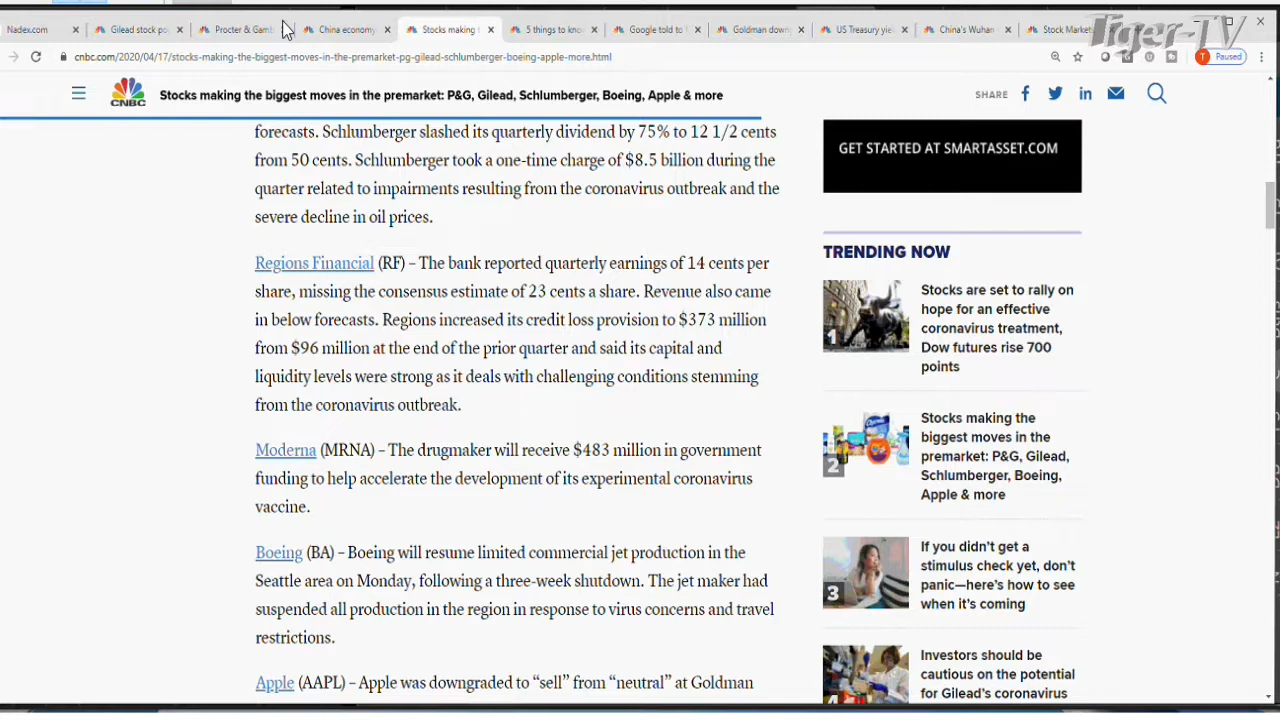 Nadex.com
Gilead stock po
Procter & Gamb
China economy
Stocks making
5 things to kno
Google told to
Goldman down
US Treasury yie
China's Wuhan
Stock Market
Tiger-TV
cnbc.com/2020/04/17/stocks-making-the-biggest-moves-in-the-premarket-pg-gilead-schlumberger-boeing-apple-more.html
T Paused
CNBC
Stocks making the biggest moves in the premarket: P&G, Gilead, Schlumberger, Boeing, Apple & more
SHARE
forecasts. Schlumberger slashed its quarterly dividend by 75% to 12 1/2 cents
from 50 cents. Schlumberger took a one-time charge of $8.5 billion during the
quarter related to impairments resulting from the coronavirus outbreak and the
severe decline in oil prices.
Regions Financial (RF) – The bank reported quarterly earnings of 14 cents per
share, missing the consensus estimate of 23 cents a share. Revenue also came
in below forecasts. Regions increased its credit loss provision to $373 million
from $96 million at the end of the prior quarter and said its capital and
liquidity levels were strong as it deals with challenging conditions stemming
from the coronavirus outbreak.
Moderna (MRNA) – The drugmaker will receive $483 million in government
funding to help accelerate the development of its experimental coronavirus
vaccine.
Boeing (BA) – Boeing will resume limited commercial jet production in the
Seattle area on Monday, following a three-week shutdown. The jet maker had
suspended all production in the region in response to virus concerns and travel
restrictions.
Apple (AAPL) – Apple was downgraded to “sell” from “neutral” at Goldman
GET STARTED AT SMARTASSET.COM
TRENDING NOW
1
Stocks are set to rally on
hope for an effective
coronavirus treatment,
Dow futures rise 700
points
2
Stocks making the
biggest moves in the
premarket: P&G, Gilead,
Schlumberger, Boeing,
Apple & more
3
If you didn’t get a
stimulus check yet, don’t
panic—here’s how to see
when it’s coming
Investors should be
cautious on the potential
for Gilead’s coronavirus